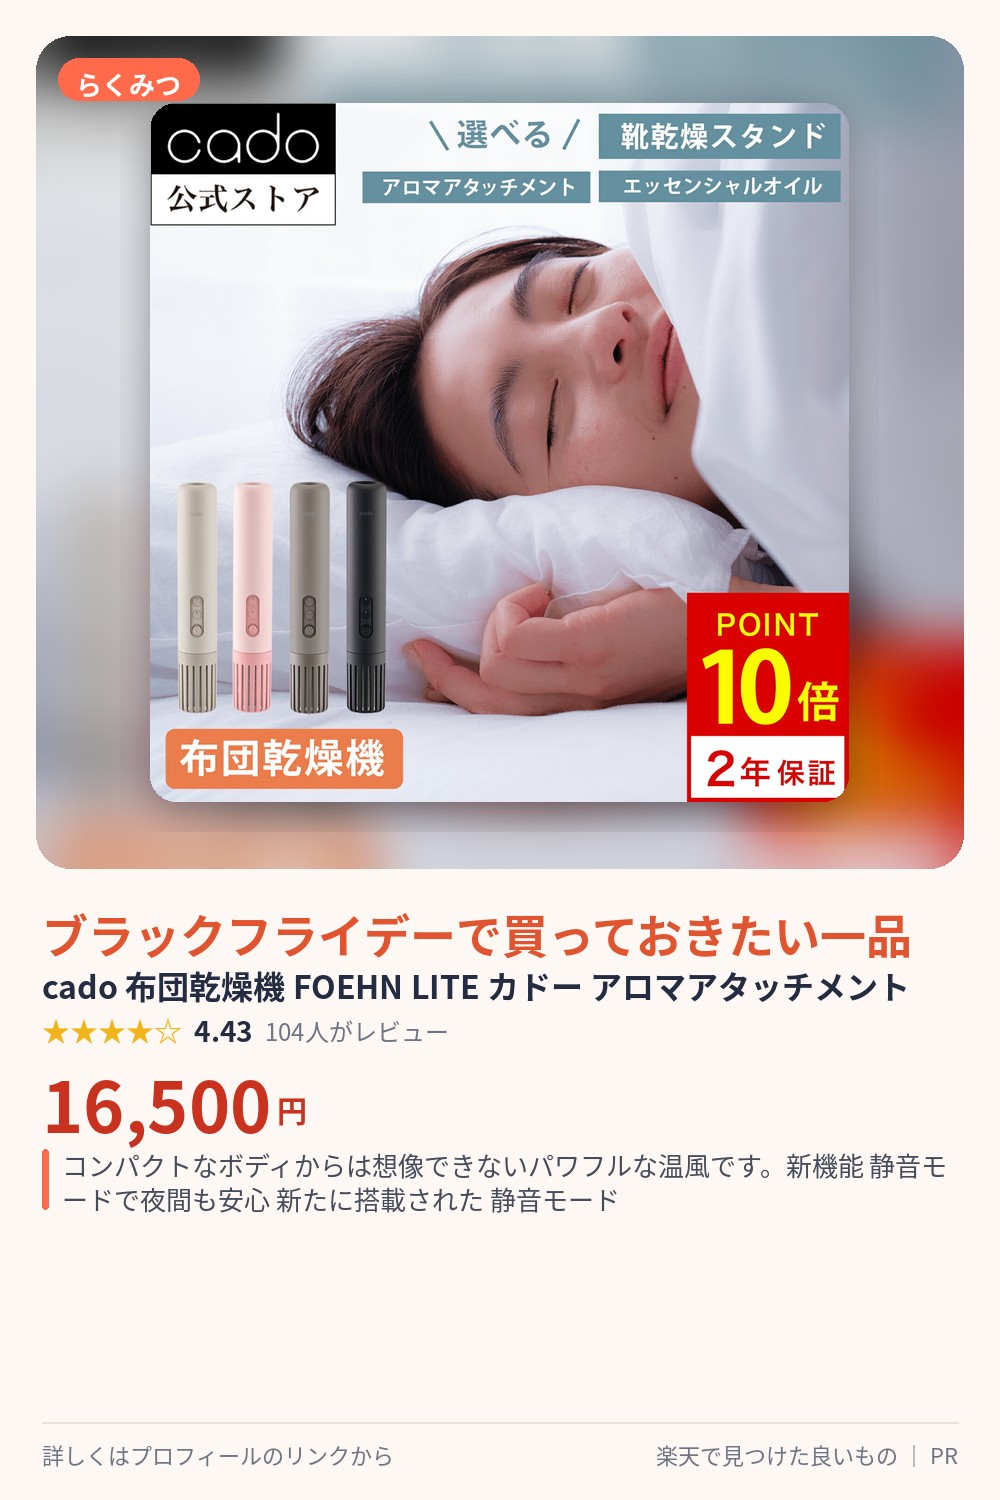 らくみつ
cado
公式ストア
\ 選べる /
靴乾燥スタンド
アロマアタッチメント
エッセンシャルオイル
布団乾燥機
POINT
10倍
2年保証
ブラックフライデーで買っておきたい一品
cado 布団乾燥機 FOEHN LITE カドー アロマアタッチメント
★★★★☆ 4.43 104人がレビュー
16,500円
コンパクトなボディからは想像できないパワフルな温風です。新機能 静音モ
ードで夜間も安心 新たに搭載された 静音モード
詳しくはプロフィールのリンクから
楽天で見つけた良いもの | PR